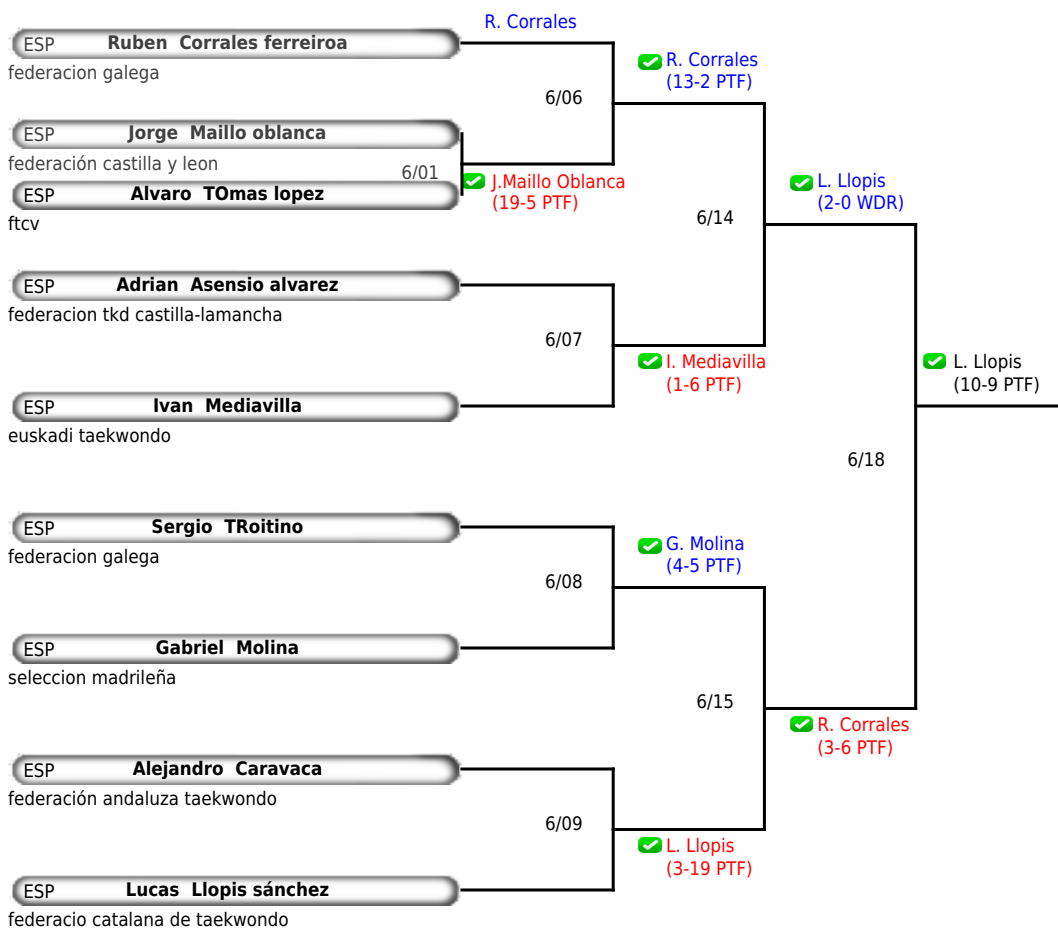 R. Corrales
ESP Ruben Corrales ferreiroa
federacion galega
R. Corrales
(13-2 PTF)
6/06
ESP Jorge Maillo oblanca
federación castilla y leon
6/01
J.Maillo Oblanca
(19-5 PTF)
ESP Alvaro TOmas lopez
ftcv
L. Llopis
(2-0 WDR)
6/14
ESP Adrian Asensio alvarez
federacion tkd castilla-lamancha
6/07
I. Mediavilla
(1-6 PTF)
L. Llopis
(10-9 PTF)
ESP Ivan Mediavilla
euskadi taekwondo
6/18
ESP Sergio TRoitino
federacion galega
G. Molina
(4-5 PTF)
6/08
ESP Gabriel Molina
seleccion madrileña
6/15
R. Corrales
(3-6 PTF)
ESP Alejandro Caravaca
federación andaluza taekwondo
6/09
L. Llopis
(3-19 PTF)
ESP Lucas Llopis sánchez
federacio catalana de taekwondo